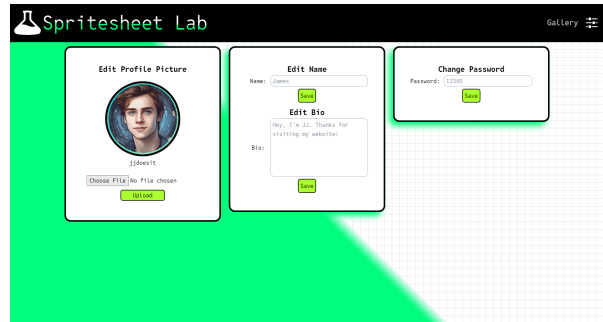 Spritesheet Lab
Gallery
Edit Profile Picture
jjdoesit
Choose File No file chosen
Upload
Edit Name
Name: James
Save
Edit Bio
Bio: Hey, I'm JJ. Thanks for
visiting my website!
Save
Change Password
Password: 12345
Save